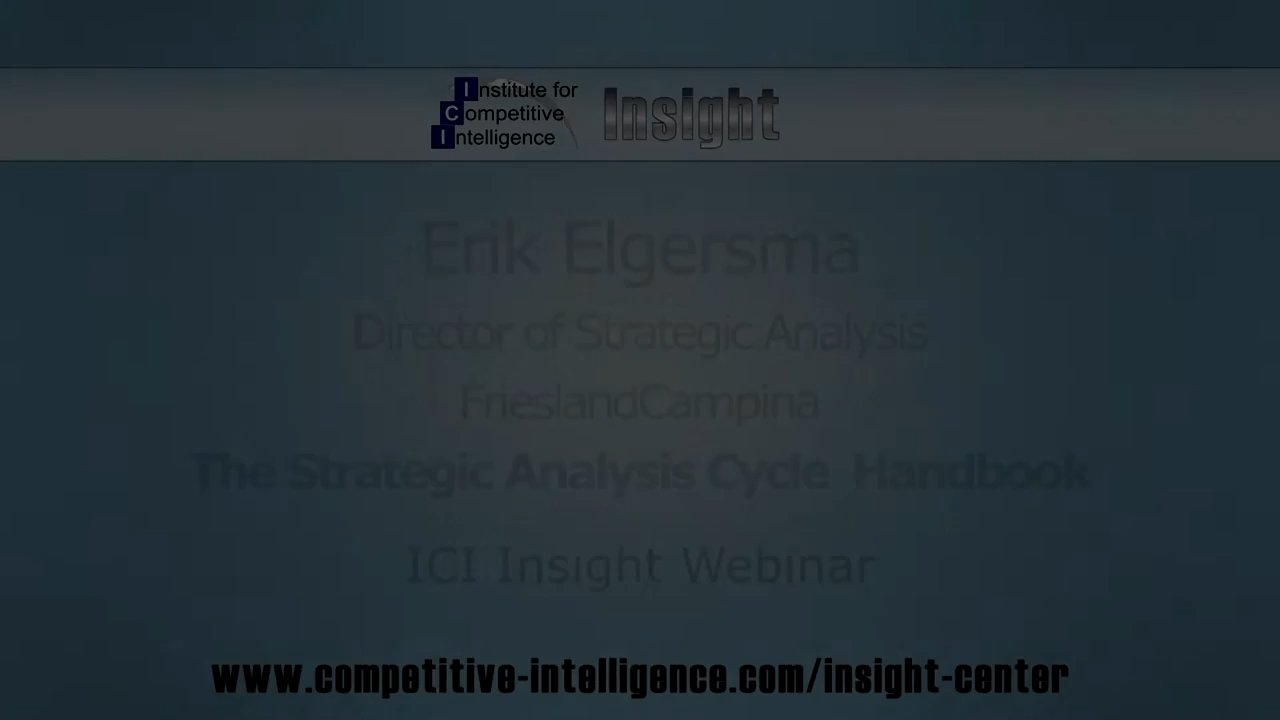 Institute for
Competitive
Intelligence
Insight
Erik Elgersma
Director of Strategic Analysis
FrieslandCampina
The Strategic Analysis Cycle Handbook
ICI Insight Webinar
www.competitive-intelligence.com/insight-center